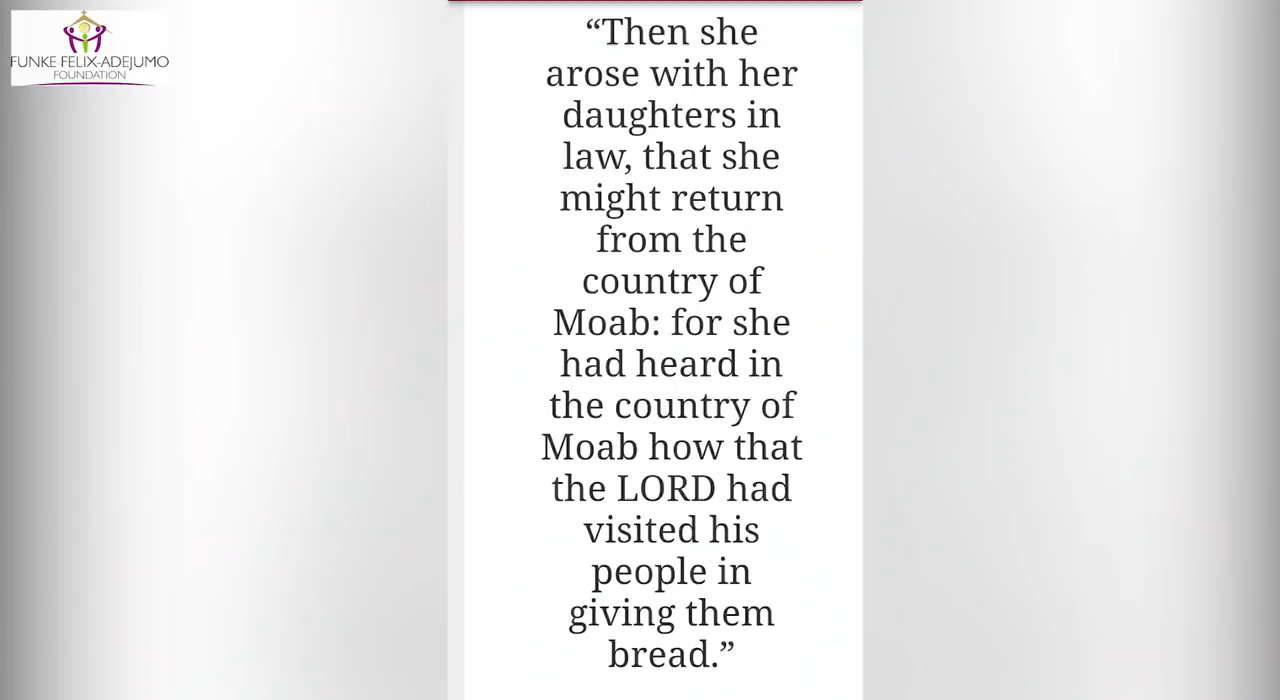 FUNKE FELIX-ADEJUMO
FOUNDATION
“Then she
arose with her
daughters in
law, that she
might return
from the
country of
Moab: for she
had heard in
the country of
Moab how that
the LORD had
visited his
people in
giving them
bread.”